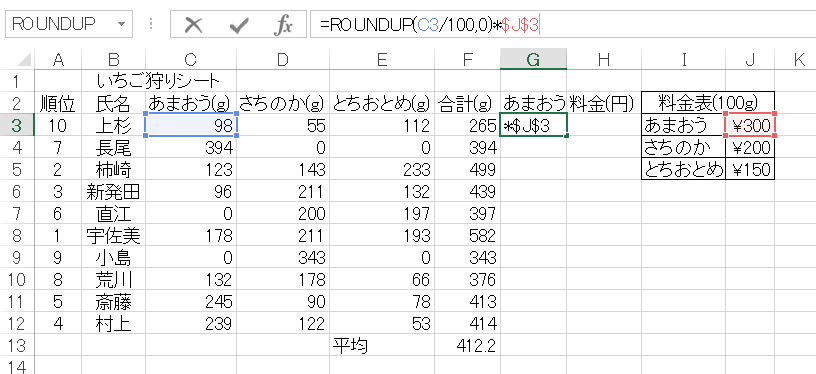 ROUNDUP =ROUNDUP(C3/100,0)*$J$3
A B C D E F G H I J K
1 いちご狩りシート
2 順位 氏名 あまおう(g) さちのか(g) とちおとめ(g) 合計(g) あまおう 料金(円) 料金表(100g)
3 10 上杉 98 55 112 265 *$J$3 あまおう ¥300
4 7 長尾 394 0 0 394 さちのか ¥200
5 2 柿崎 123 143 233 499 とちおとめ ¥150
6 3 新発田 96 211 132 439
7 6 直江 0 200 197 397
8 1 宇佐美 178 211 193 582
9 9 小島 0 343 0 343
10 8 荒川 132 178 66 376
11 5 斎藤 245 90 78 413
12 4 村上 239 122 53 414
13 平均 412.2
14